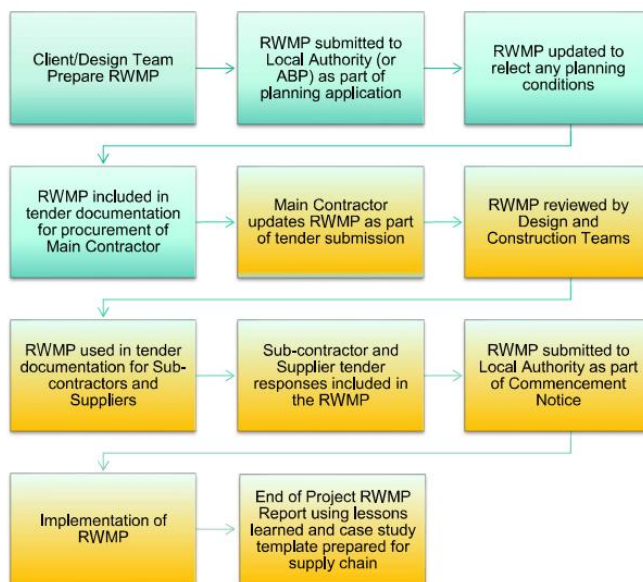 Client/Design Team
Prepare RWMP
RWMP submitted to
Local Authority (or
ABP) as part of
planning application
RWMP updated to
relect any planning
conditions
RWMP included in
tender documentation
for procurement of
Main Contractor
Main Contractor
updates RWMP as part
of tender submission
RWMP reviewed by
Design and
Construction Teams
RWMP used in tender
documentation for Sub-
contractors and
Suppliers
Sub-contractor and
Supplier tender
responses included in
the RWMP
RWMP submitted to
Local Authority as part
of Commencement
Notice
Implementation of
RWMP
End of Project RWMP
Report using lessons
learned and case study
template prepared for
supply chain